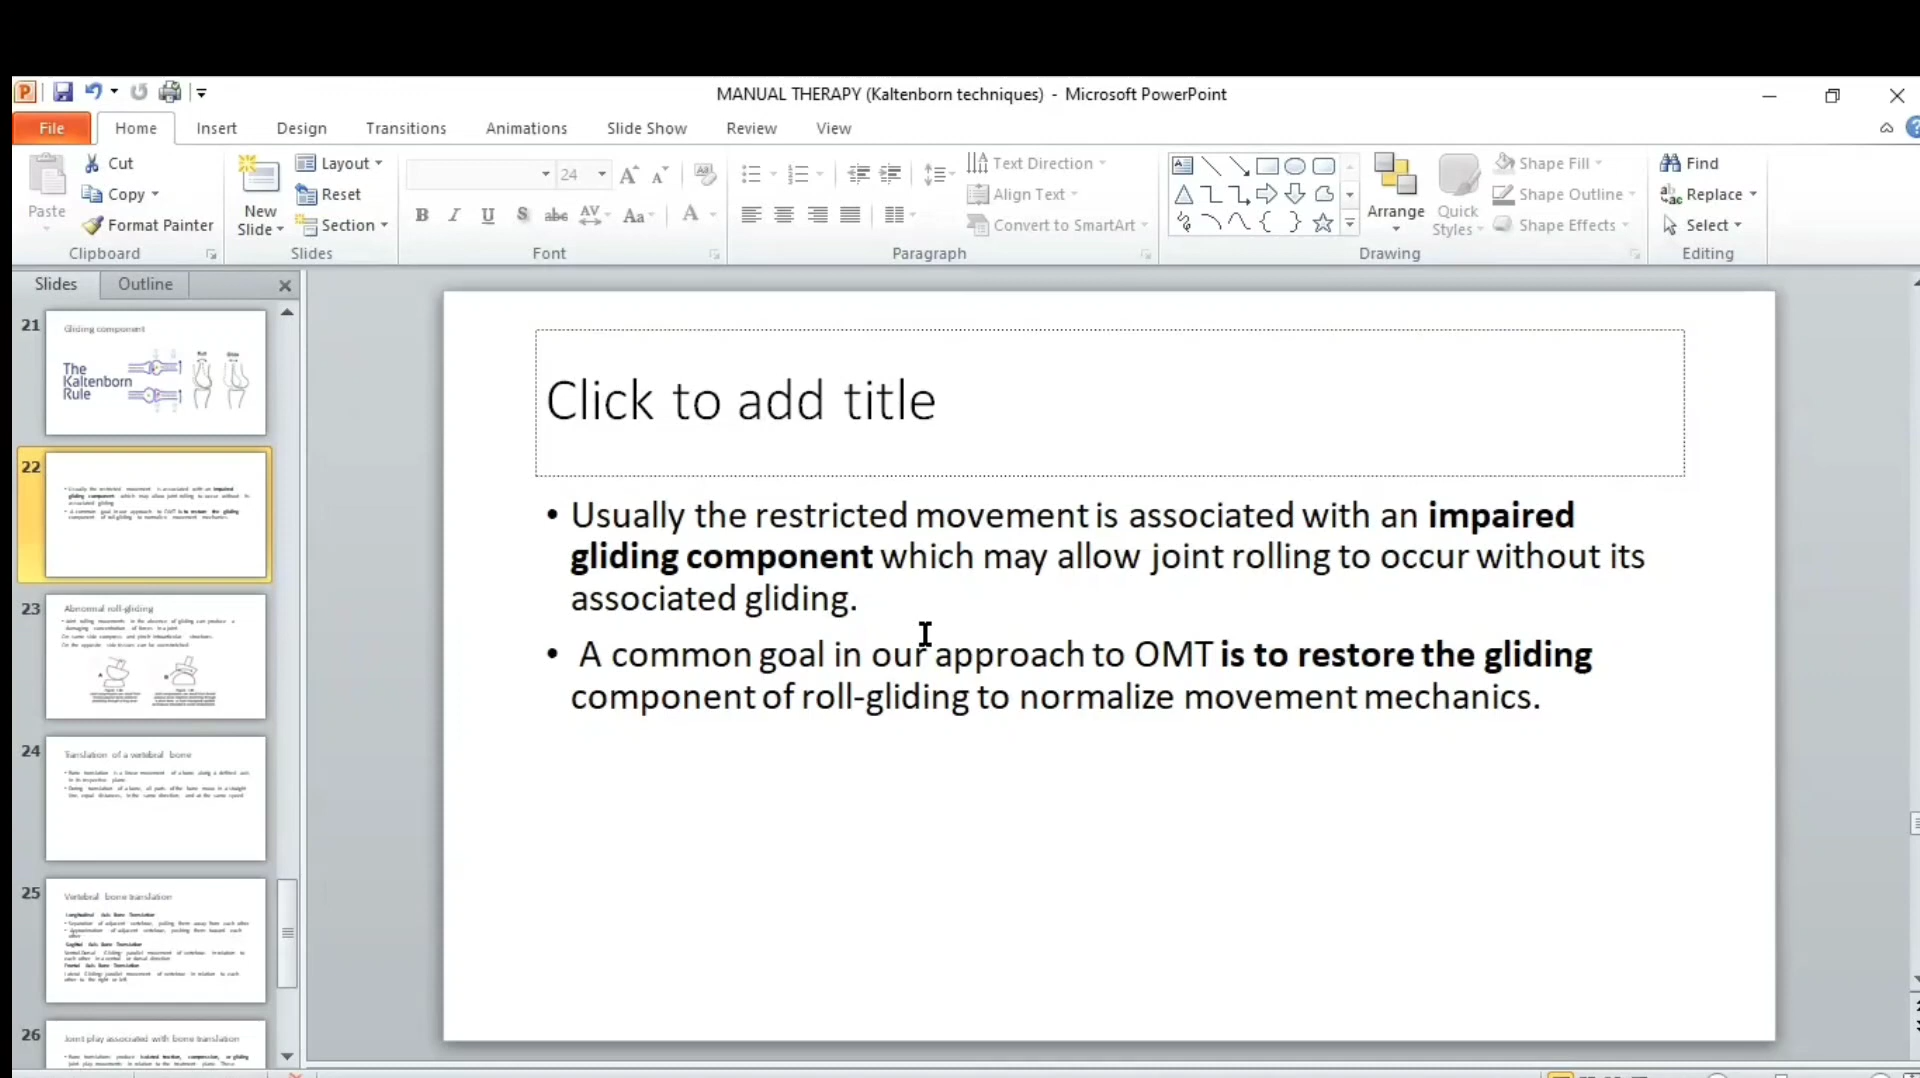 MANUAL THERAPY (Kaltenborn techniques) - Microsoft PowerPoint
File Home Insert Design Transitions Animations Slide Show Review View
Paste
Cut
Copy
Format Painter
Clipboard
New
Slide
Layout
Reset
Section
Slides
24
Font
Text Direction
Align Text
Convert to SmartArt
Paragraph
Arrange
Quick
Styles
Shape Fill
Shape Outline
Shape Effects
Drawing
Find
Replace
Select
Editing
Slides Outline
21
Gliding component
The
Kaltenborn
Rule
22
23
Abnormal roll-gliding
24
Translation of a vertebral bone
25
Vertebral bone translation
26
Joint play associated with bone translation
Click to add title
• Usually the restricted movement is associated with an impaired
gliding component which may allow joint rolling to occur without its
associated gliding.
• A common goal in our approach to OMT is to restore the gliding
component of roll-gliding to normalize movement mechanics.